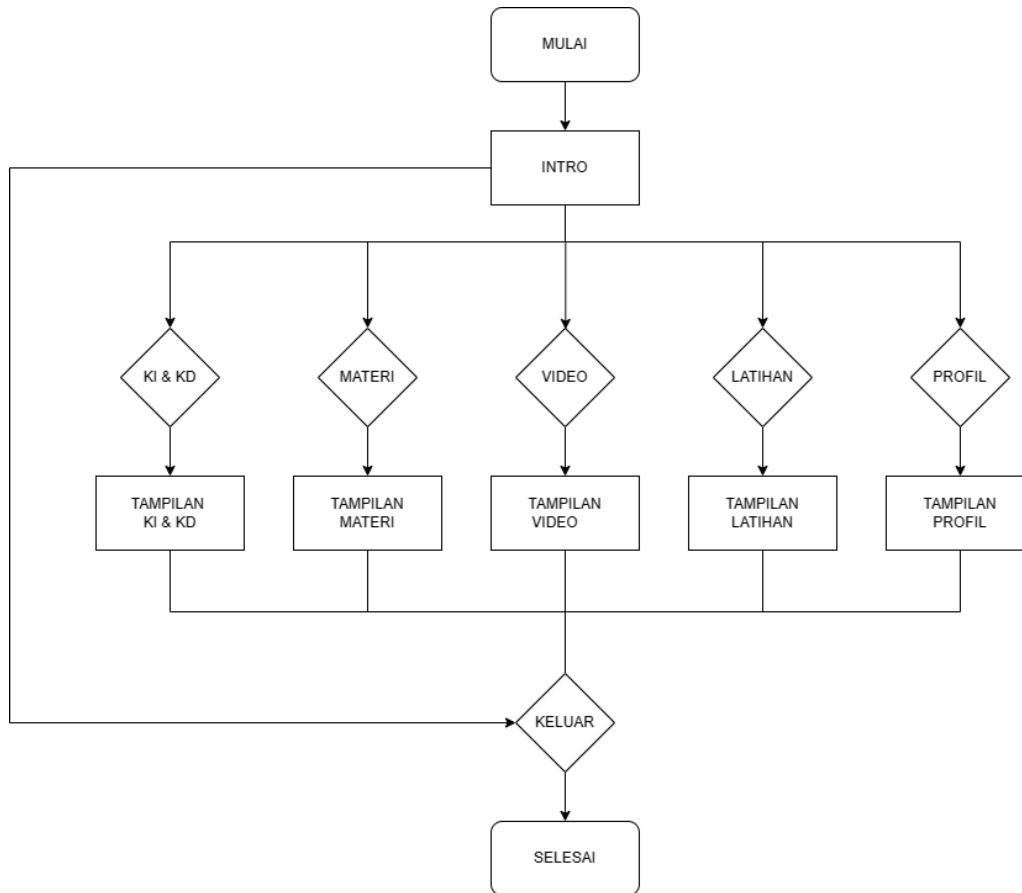 MULAI
INTRO
KI & KD
MATERI
VIDEO
LATIHAN
PROFIL
TAMPILAN
KI & KD
TAMPILAN
MATERI
TAMPILAN
VIDEO
TAMPILAN
LATIHAN
TAMPILAN
PROFIL
KELUAR
SELESAI